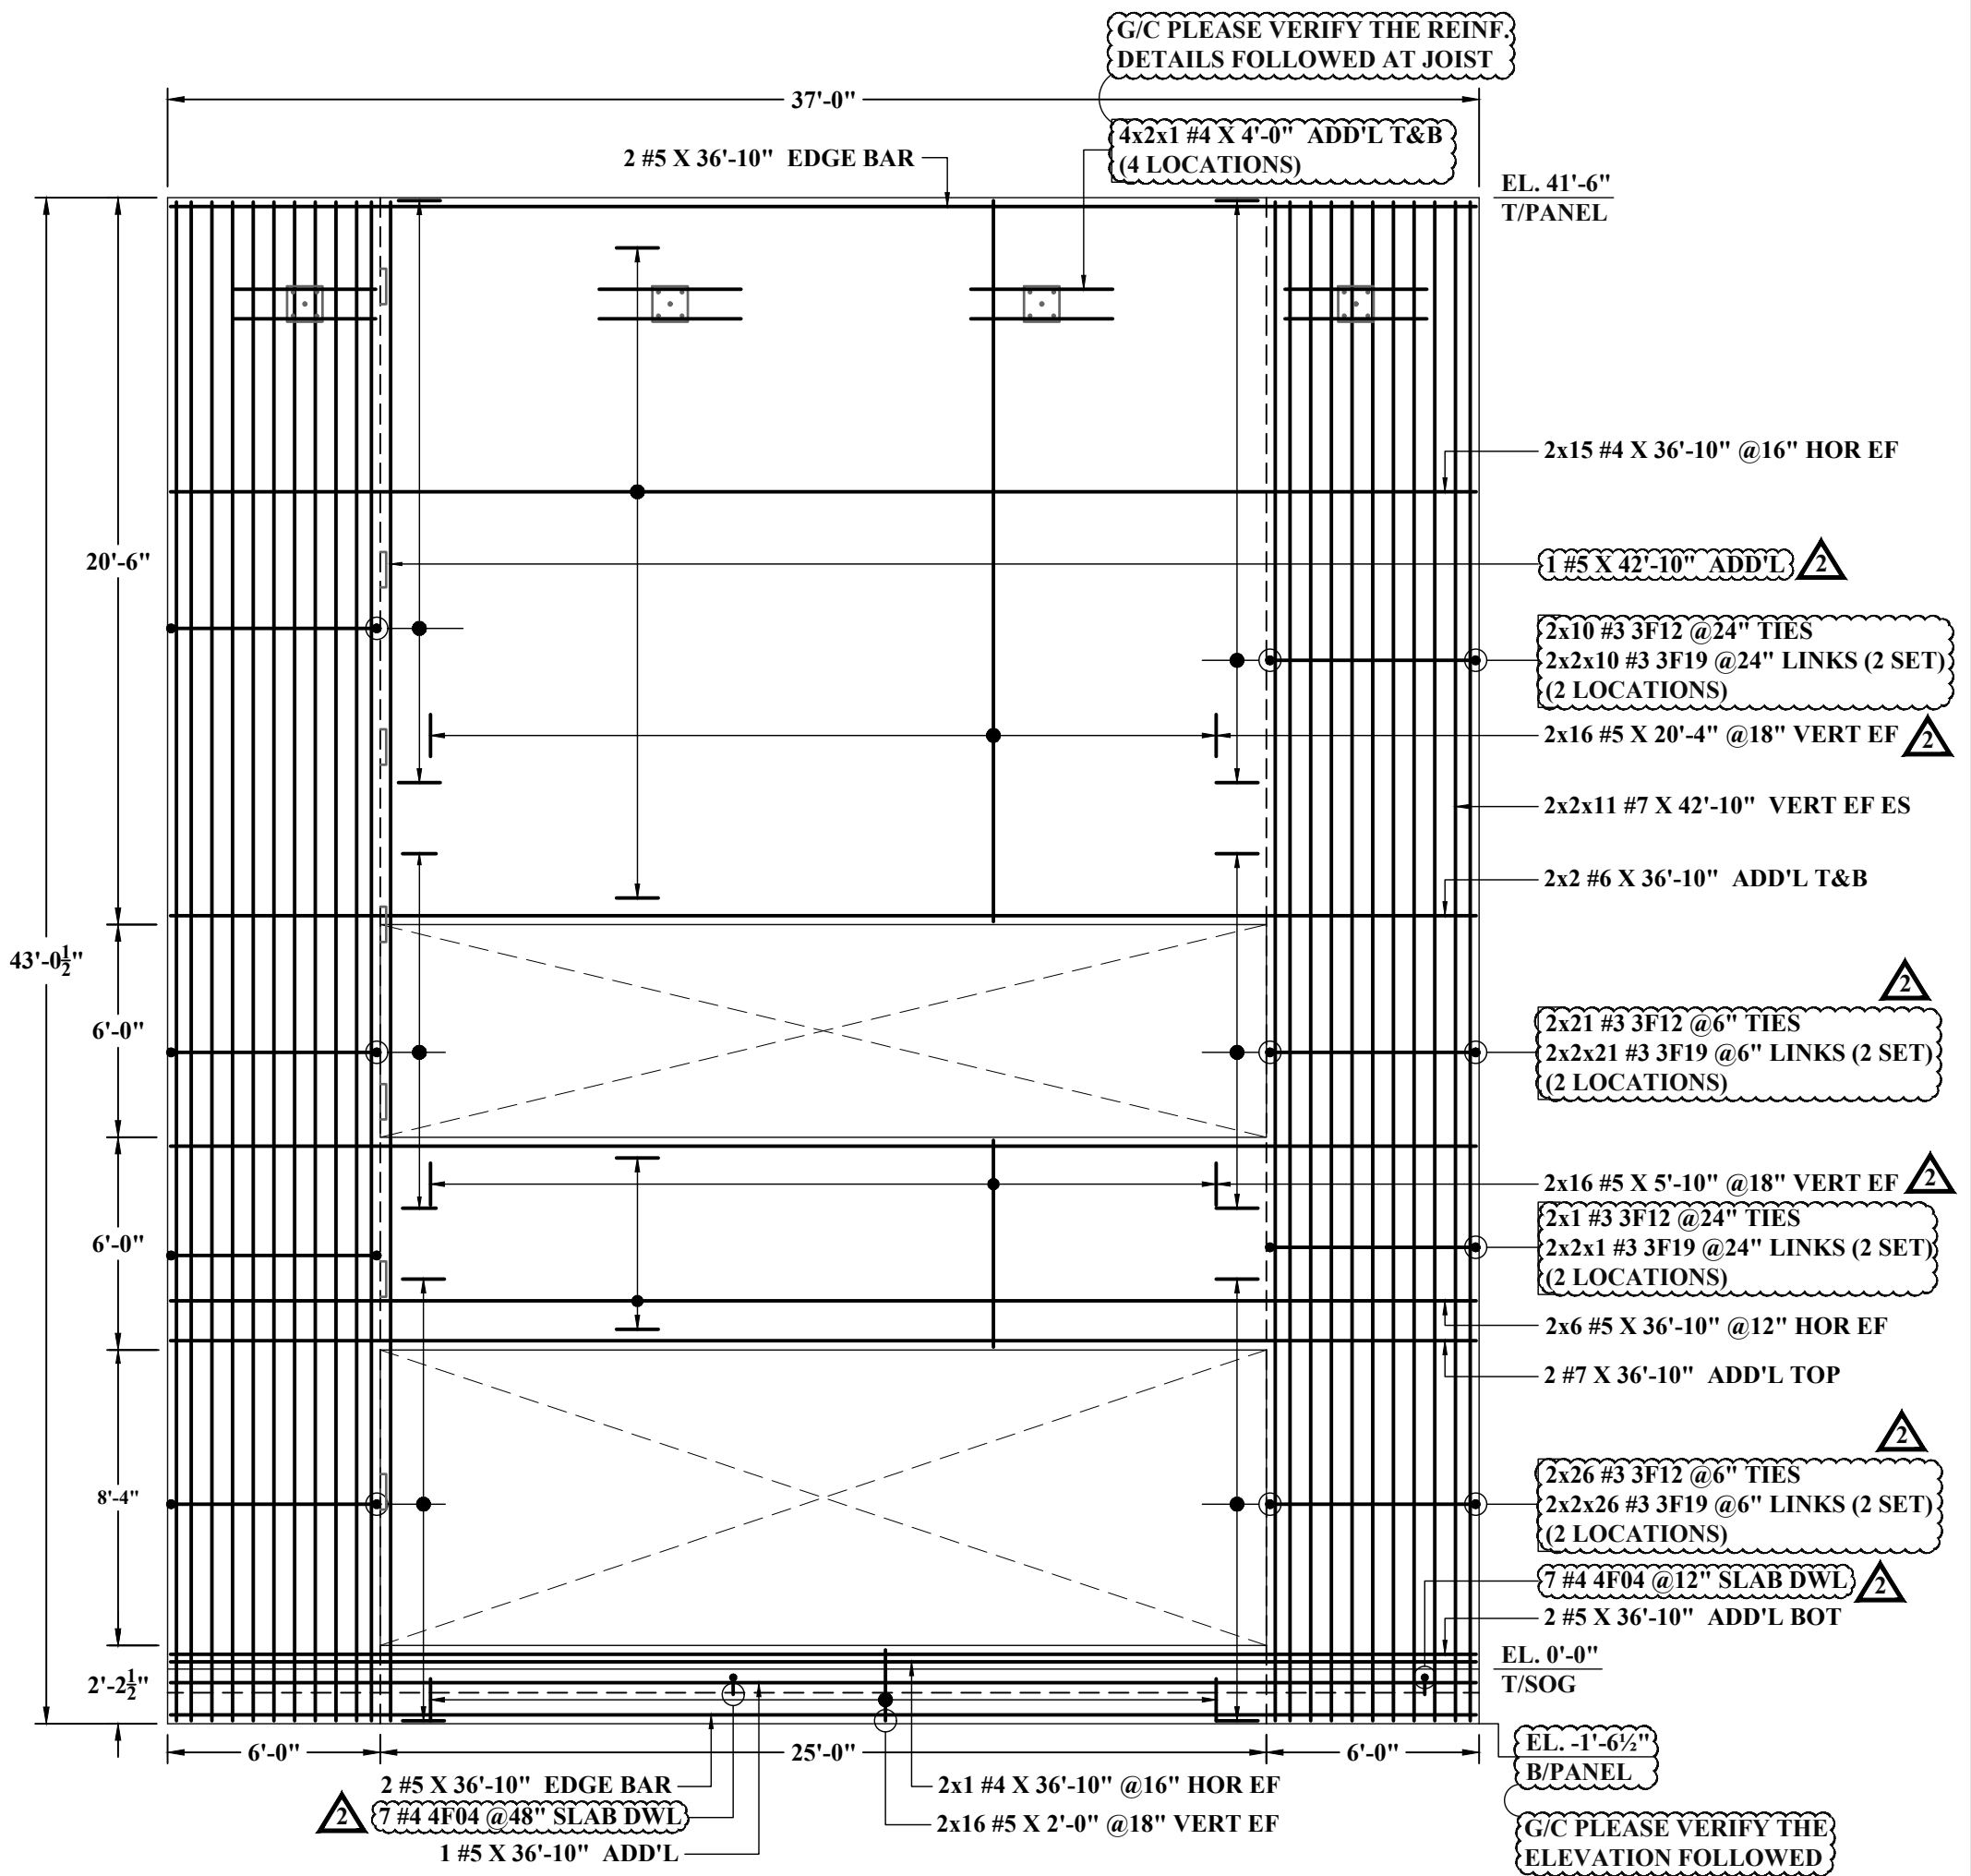 G/C PLEASE VERIFY THE REINF.
DETAILS FOLLOWED AT JOIST
37'-0"
4x2x1 #4 X 4'-0" ADD'L T&B
(4 LOCATIONS)
2 #5 X 36'-10" EDGE BAR
EL. 41'-6"
T/PANEL
2x15 #4 X 36'-10" @16" HOR EF
20'-6"
1 #5 X 42'-10" ADD'L
2
2x10 #3 3F12 @24" TIES
2x2x10 #3 3F19 @24" LINKS (2 SET)
(2 LOCATIONS)
2x16 #5 X 20'-4" @18" VERT EF
2
2x2x11 #7 X 42'-10" VERT EF ES
2x2 #6 X 36'-10" ADD'L T&B
43'-0½"
2
6'-0"
2x21 #3 3F12 @6" TIES
2x2x21 #3 3F19 @6" LINKS (2 SET)
(2 LOCATIONS)
2x16 #5 X 5'-10" @18" VERT EF
2
6'-0"
2x1 #3 3F12 @24" TIES
2x2x1 #3 3F19 @24" LINKS (2 SET)
(2 LOCATIONS)
2x6 #5 X 36'-10" @12" HOR EF
2 #7 X 36'-10" ADD'L TOP
2
8'-4"
2x26 #3 3F12 @6" TIES
2x2x26 #3 3F19 @6" LINKS (2 SET)
(2 LOCATIONS)
7 #4 4F04 @12" SLAB DWL
2
2 #5 X 36'-10" ADD'L BOT
EL. 0'-0"
T/SOG
2'-2½"
6'-0"
25'-0"
6'-0"
EL. -1'-6½"
B/PANEL
2 #5 X 36'-10" EDGE BAR
2x1 #4 X 36'-10" @16" HOR EF
2
7 #4 4F04 @48" SLAB DWL
2x16 #5 X 2'-0" @18" VERT EF
1 #5 X 36'-10" ADD'L
G/C PLEASE VERIFY THE
ELEVATION FOLLOWED